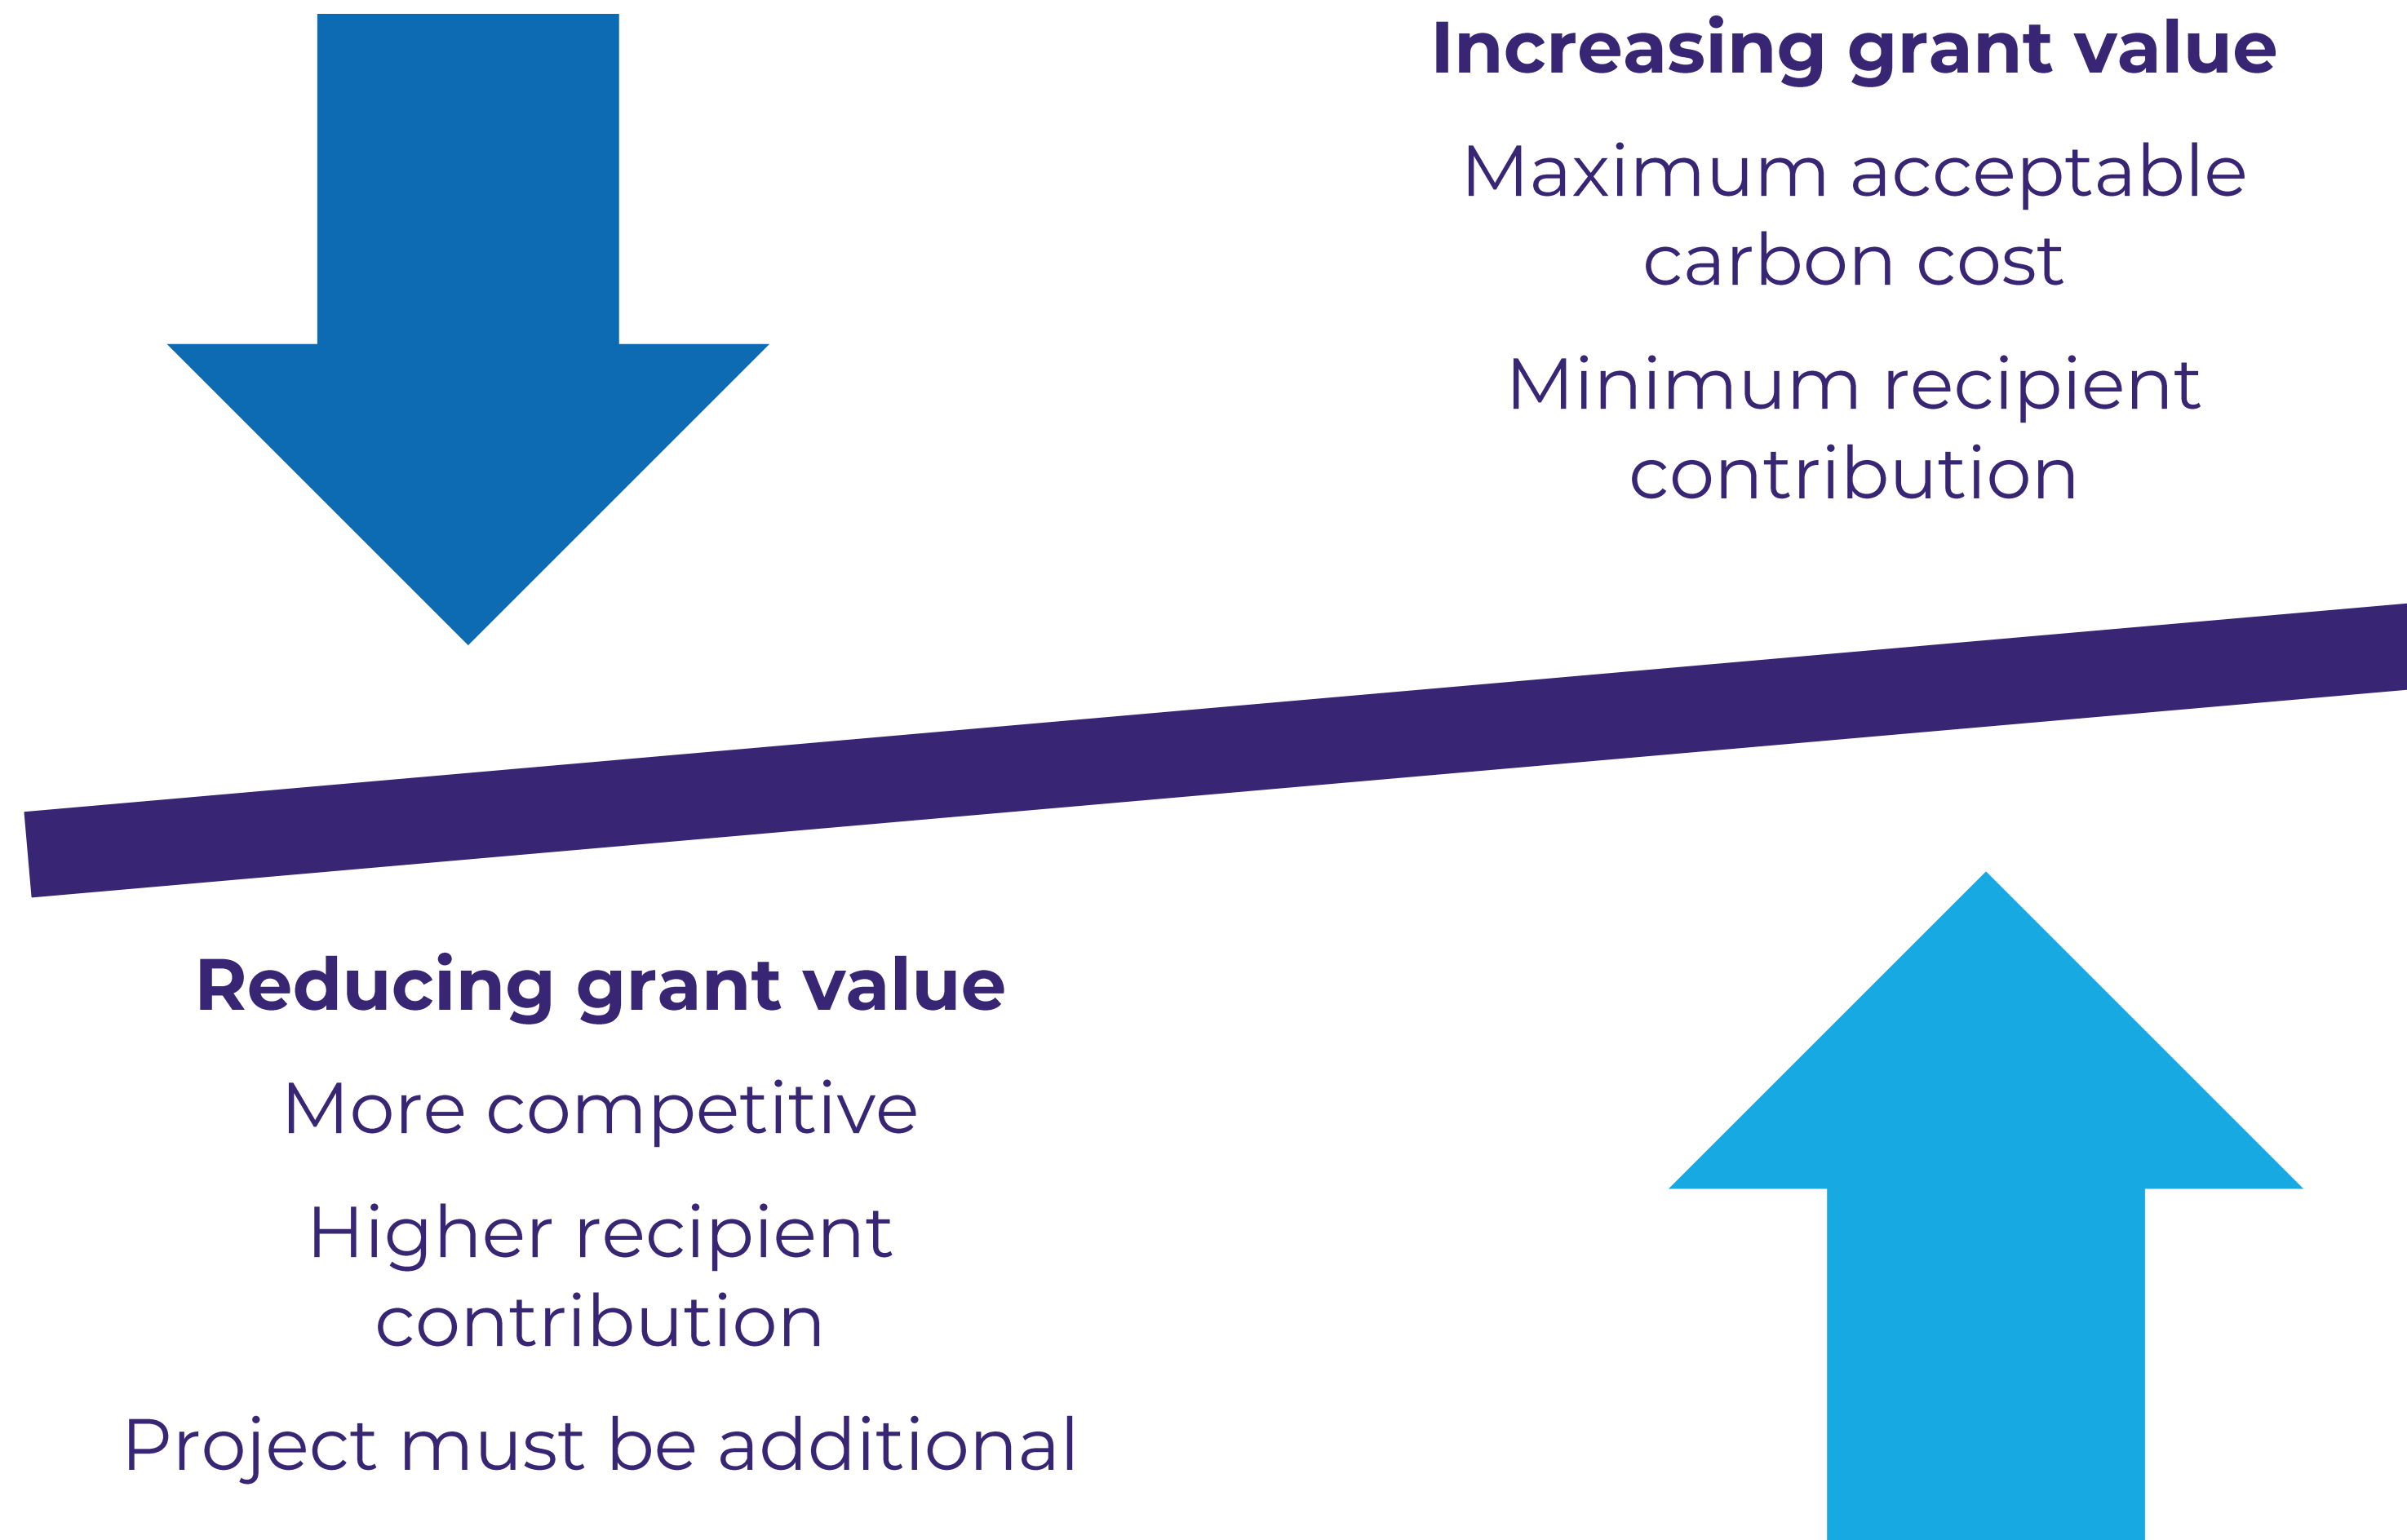 Increasing grant value
Maximum acceptable
carbon cost
Minimum recipient
contribution
Reducing grant value
More competitive
Higher recipient
contribution
Project must be additional